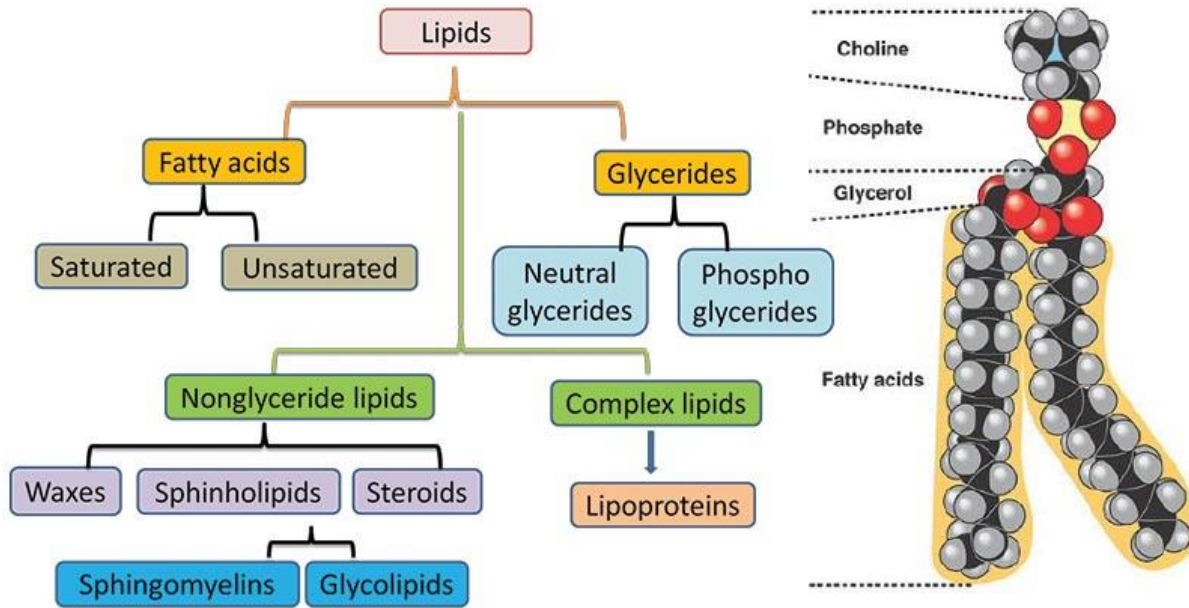 Lipids
Fatty acids
Glycerides
Saturated
Unsaturated
Neutral
glycerides
Phospho
glycerides
Nonglyceride lipids
Complex lipids
Waxes
Sphinholipids
Steroids
Lipoproteins
Sphingomyelins
Glycolipids
Choline
Phosphate
Glycerol
Fatty acids